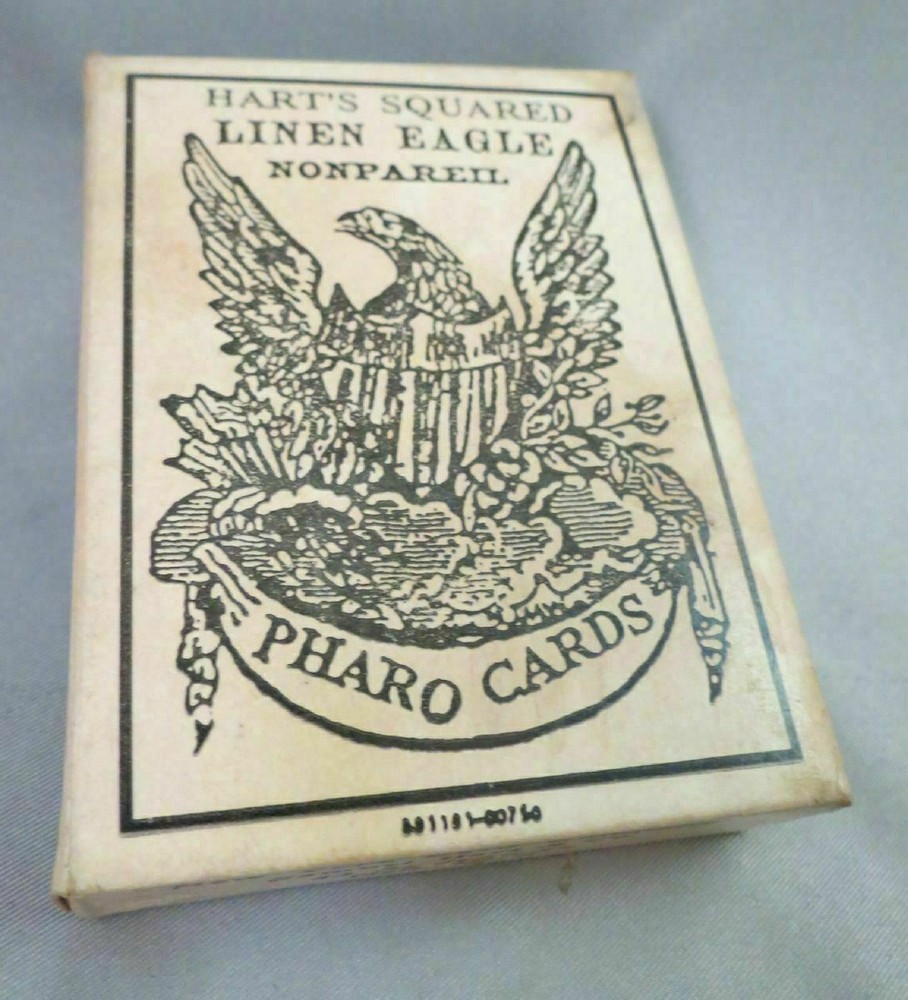 HART'S SQUARED
LINEN EAGLE
NONPAREIL
PHARO CARDS